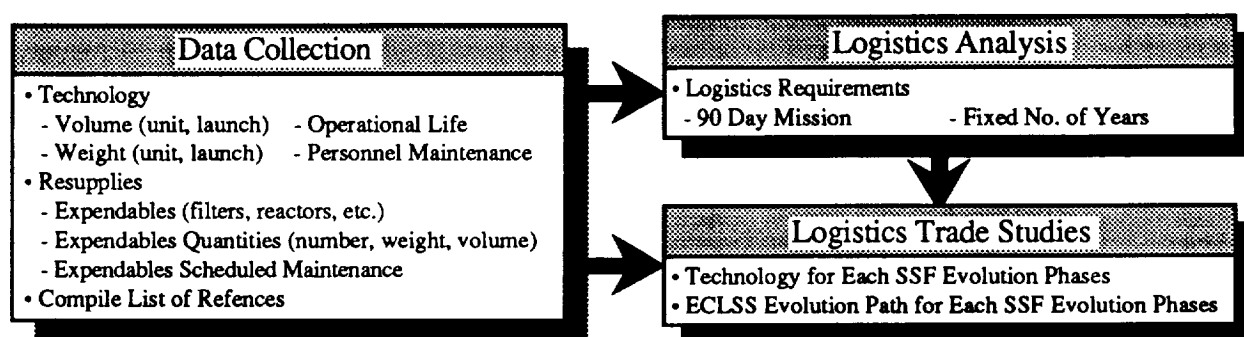 Data Collection
• Technology
- Volume (unit, launch) - Operational Life
- Weight (unit, launch) - Personnel Maintenance
• Resupplies
- Expendables (filters, reactors, etc.)
- Expendables Quantities (number, weight, volume)
- Expendables Scheduled Maintenance
• Compile List of Refences
Logistics Analysis
• Logistics Requirements
- 90 Day Mission - Fixed No. of Years
Logistics Trade Studies
• Technology for Each SSF Evolution Phases
• ECLSS Evolution Path for Each SSF Evolution Phases